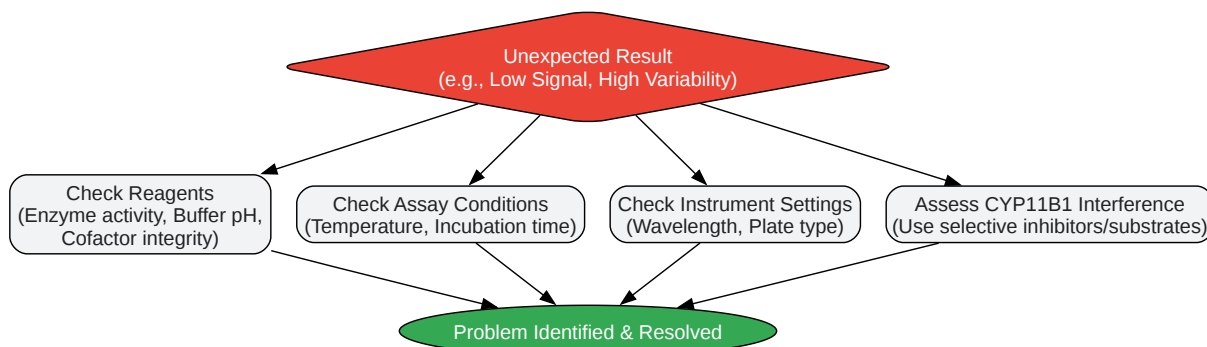 Unexpected Result
(e.g., Low Signal, High Variability)
Check Reagents
(Enzyme activity, Buffer pH,
Cofactor integrity)
Check Assay Conditions
(Temperature, Incubation time)
Check Instrument Settings
(Wavelength, Plate type)
Assess CYP11B1 Interference
(Use selective inhibitors/substrates)
Problem Identified & Resolved